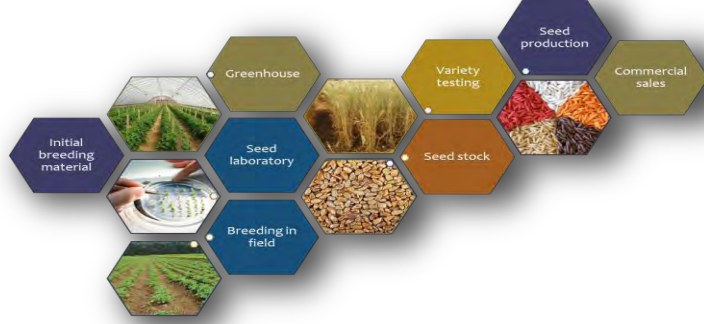 Initial
breeding
material
Greenhouse
Seed
laboratory
Breeding in
field
Variety
testing
Seed stock
Seed
production
Commercial
sales